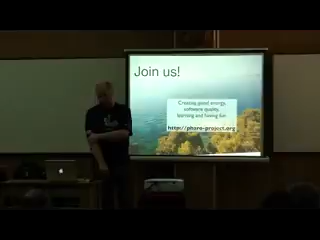 Join us!
Creating good energy,
software quality,
learning and having fun
http://pharo-project.org